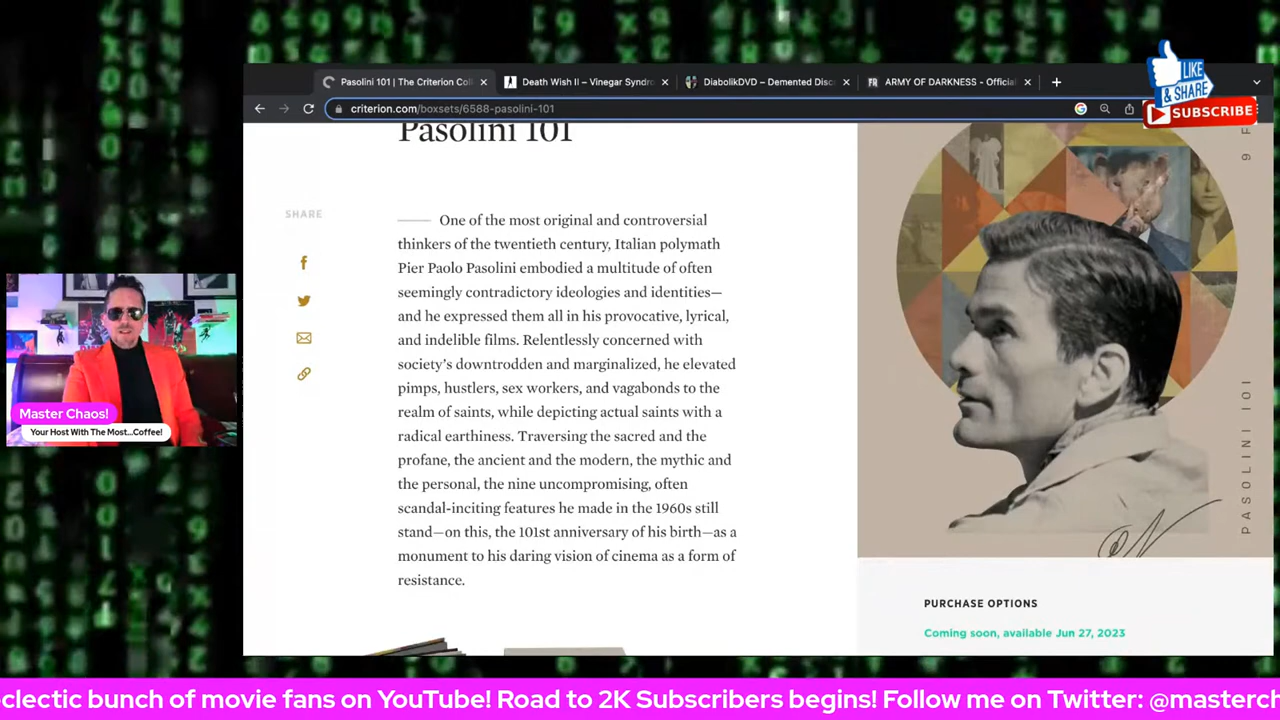 Pasolini 101 | The Criterion Col
Death Wish II – Vinegar Syndro
DiabolikDVD – Demented Disc
ARMY OF DARKNESS - Official
LIKE
& SHARE
SUBSCRIBE
criterion.com/boxsets/6588-pasolini-101
Pasolini 101
SHARE
One of the most original and controversial
thinkers of the twentieth century, Italian polymath
Pier Paolo Pasolini embodied a multitude of often
seemingly contradictory ideologies and identities—
and he expressed them all in his provocative, lyrical,
and indelible films. Relentlessly concerned with
society’s downtrodden and marginalized, he elevated
pimps, hustlers, sex workers, and vagabonds to the
realm of saints, while depicting actual saints with a
radical earthiness. Traversing the sacred and the
profane, the ancient and the modern, the mythic and
the personal, the nine uncompromising, often
scandal-inciting features he made in the 1960s still
stand—on this, the 101st anniversary of his birth—as a
monument to his daring vision of cinema as a form of
resistance.
9 F
PASOLINI 101
PURCHASE OPTIONS
Coming soon, available Jun 27, 2023
Master Chaos!
Your Host With The Most...Coffee!
eclectic bunch of movie fans on YouTube! Road to 2K Subscribers begins! Follow me on Twitter: @masterch